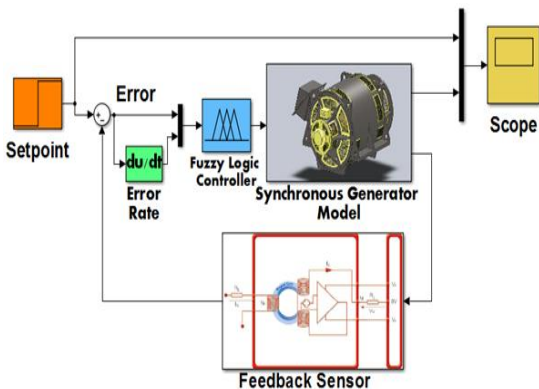 Error
Setpoint
du/dt
Error
Rate
Fuzzy Logic
Controller
Synchronous Generator
Model
Scope
Feedback Sensor